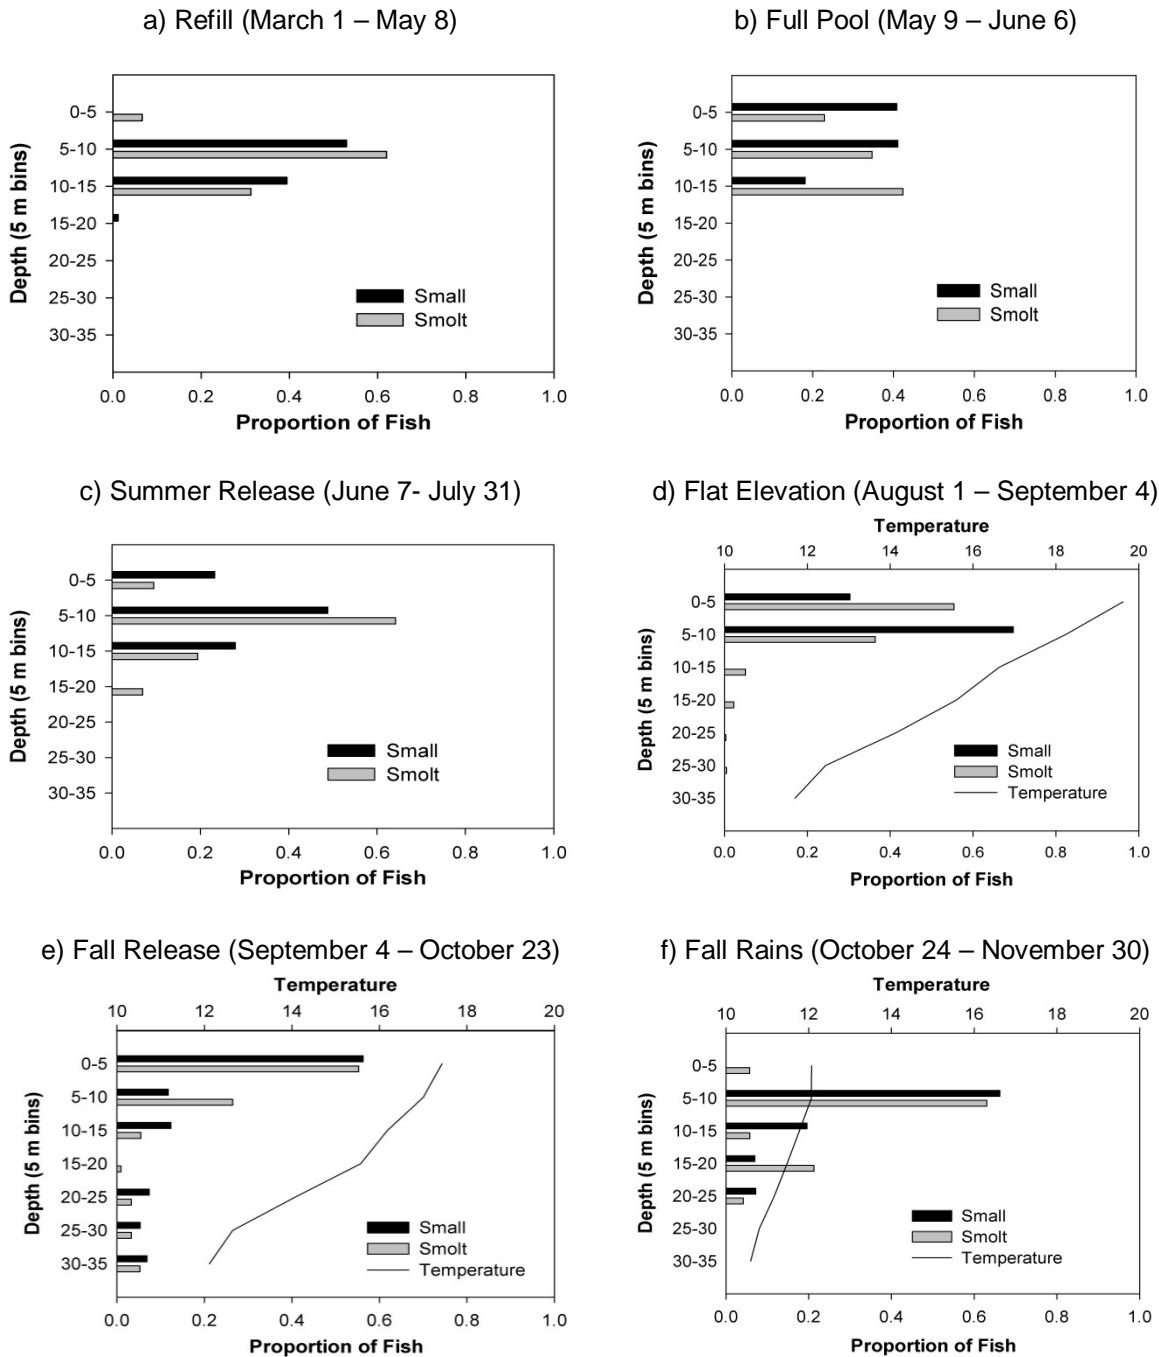 a) Refill (March 1 – May 8)
0-5
5-10
10-15
15-20
20-25
25-30
30-35
Depth (5 m bins)
Small
Smolt
0.0 0.2 0.4 0.6 0.8 1.0
Proportion of Fish
b) Full Pool (May 9 – June 6)
0-5
5-10
10-15
15-20
20-25
25-30
30-35
Depth (5 m bins)
Small
Smolt
0.0 0.2 0.4 0.6 0.8 1.0
Proportion of Fish
c) Summer Release (June 7- July 31)
0-5
5-10
10-15
15-20
20-25
25-30
30-35
Depth (5 m bins)
Small
Smolt
0.0 0.2 0.4 0.6 0.8 1.0
Proportion of Fish
d) Flat Elevation (August 1 – September 4)
Temperature
10 12 14 16 18 20
0-5
5-10
10-15
15-20
20-25
25-30
30-35
Depth (5 m bins)
Small
Smolt
Temperature
0.0 0.2 0.4 0.6 0.8 1.0
Proportion of Fish
e) Fall Release (September 4 – October 23)
Temperature
10 12 14 16 18 20
0-5
5-10
10-15
15-20
20-25
25-30
30-35
Depth (5 m bins)
Small
Smolt
Temperature
0.0 0.2 0.4 0.6 0.8 1.0
Proportion of Fish
f) Fall Rains (October 24 – November 30)
Temperature
10 12 14 16 18 20
0-5
5-10
10-15
15-20
20-25
25-30
30-35
Depth (5 m bins)
Small
Smolt
Temperature
0.0 0.2 0.4 0.6 0.8 1.0
Proportion of Fish